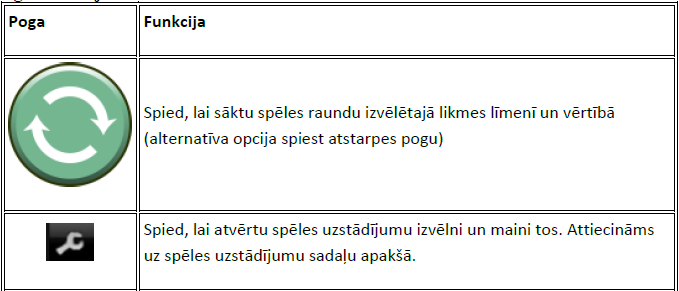 Poga Funkcija
Spied, lai sāktu spēles raundu izvēlētajā likmes līmenī un vērtībā
(alternatīva opcija spiest atstarpes pogu)
Spied, lai atvērtu spēles uzstādījumu izvēlni un maini tos. Attiecināms
uz spēles uzstādījumu sadaļu apakšā.